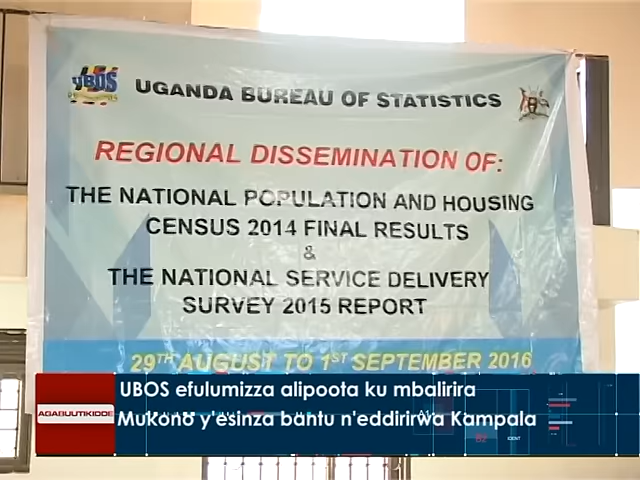 UBOS
UGANDA BUREAU OF STATISTICS
REGIONAL DISSEMINATION OF:
THE NATIONAL POPULATION AND HOUSING
CENSUS 2014 FINAL RESULTS
&
THE NATIONAL SERVICE DELIVERY
SURVEY 2015 REPORT
29TH AUGUST TO 1ST SEPTEMBER 2016
UBOS efulumizza alipoota ku mbalirira
AGABUUTIKIDDE
Mukono y'esinza bantu n'eddirirwa Kampala
IDENT